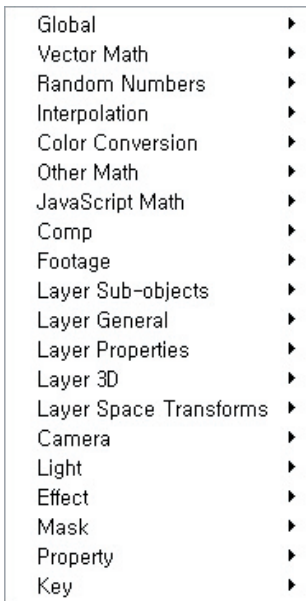 Global
Vector Math
Random Numbers
Interpolation
Color Conversion
Other Math
JavaScript Math
Comp
Footage
Layer Sub-objects
Layer General
Layer Properties
Layer 3D
Layer Space Transforms
Camera
Light
Effect
Mask
Property
Key